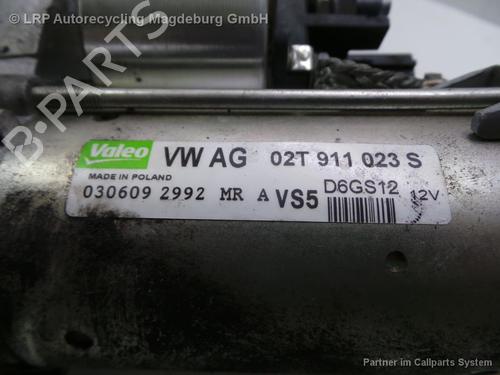 © LRP Autorecycling Magdeburg GmbH
B-PARTS
Valeo VW AG 02T 911 023 S
MADE IN POLAND
D6GS12
030609 2992 MR A VS5 12V
Partner im Callparts System